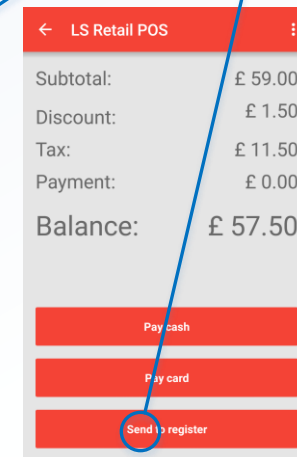 LS Retail POS
Subtotal: £ 59.00
Discount: £ 1.50
Tax: £ 11.50
Payment: £ 0.00
Balance: £ 57.50
Pay cash
Pay card
Send to register